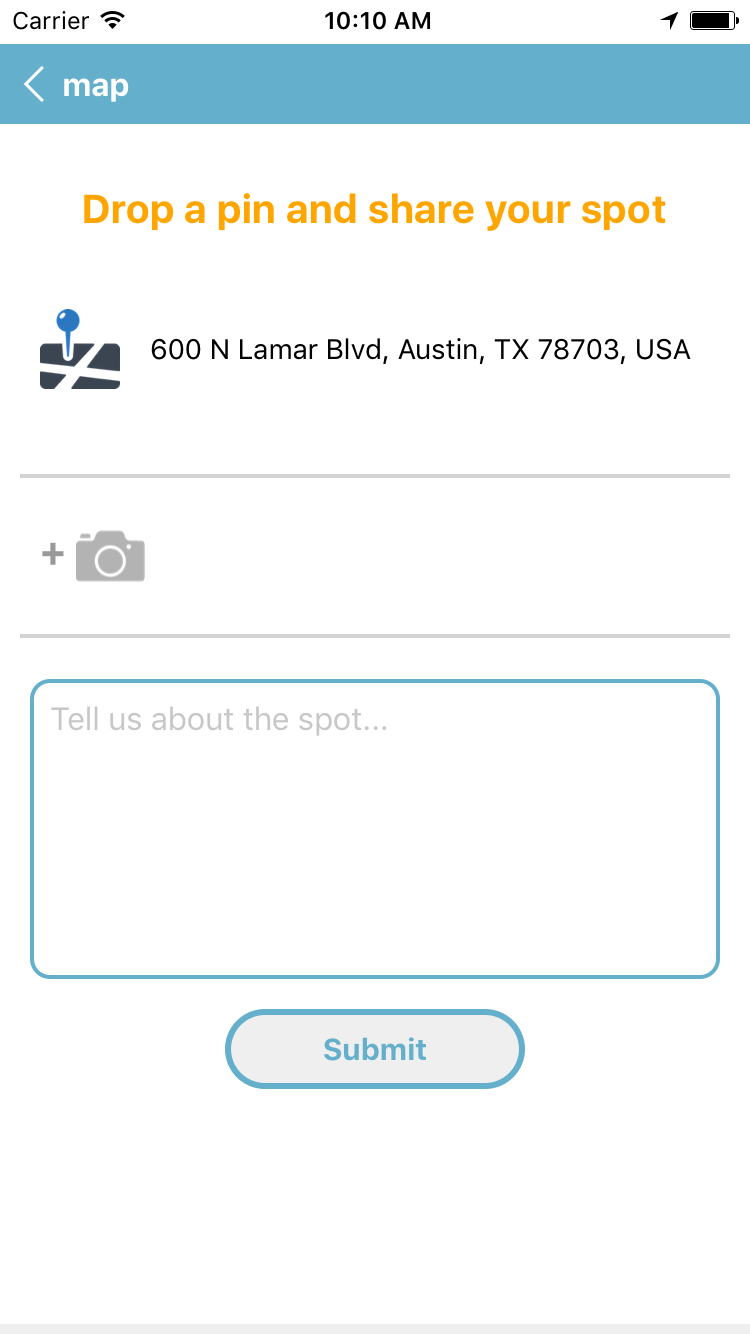 Carrier 10:10 AM
map
Drop a pin and share your spot
600 N Lamar Blvd, Austin, TX 78703, USA
+
Tell us about the spot...
Submit